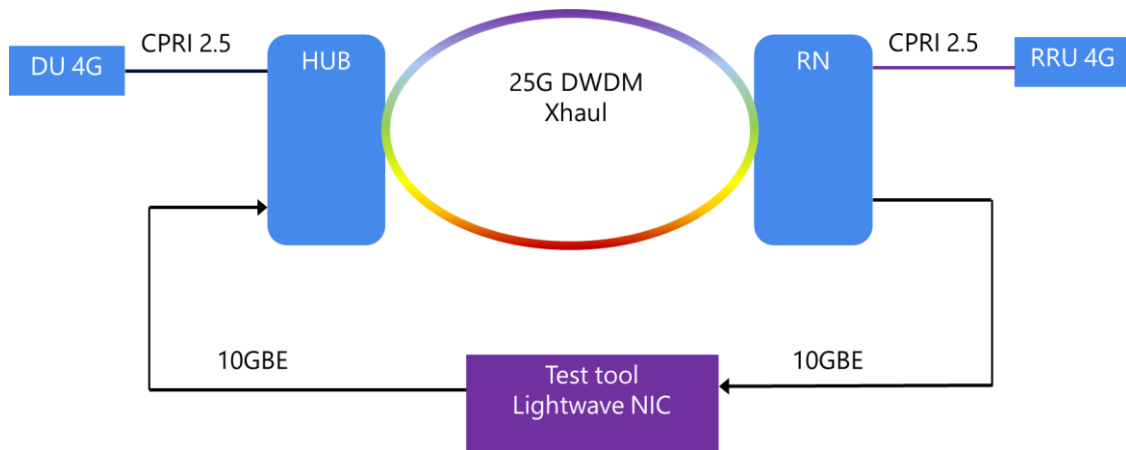 CPRI 2.5
DU 4G
HUB
25G DWDM
Xhaul
RN
CPRI 2.5
RRU 4G
10GBE
Test tool
Lightwave NIC
10GBE